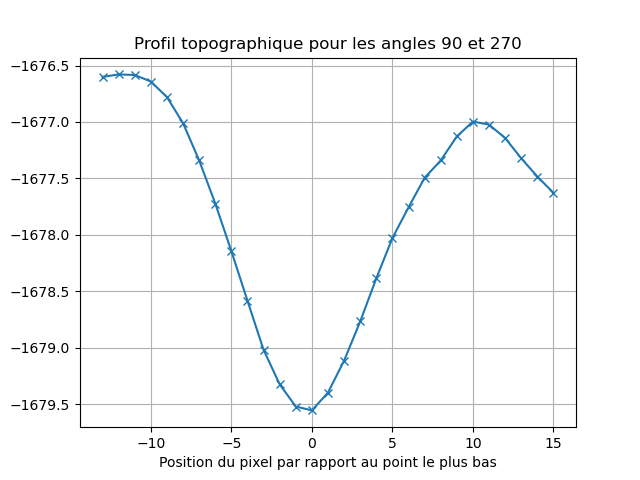 Profil topographique pour les angles 90 et 270
−1676.5
−1677.0
−1677.5
−1678.0
−1678.5
−1679.0
−1679.5
−10 −5 0 5 10 15
Position du pixel par rapport au point le plus bas